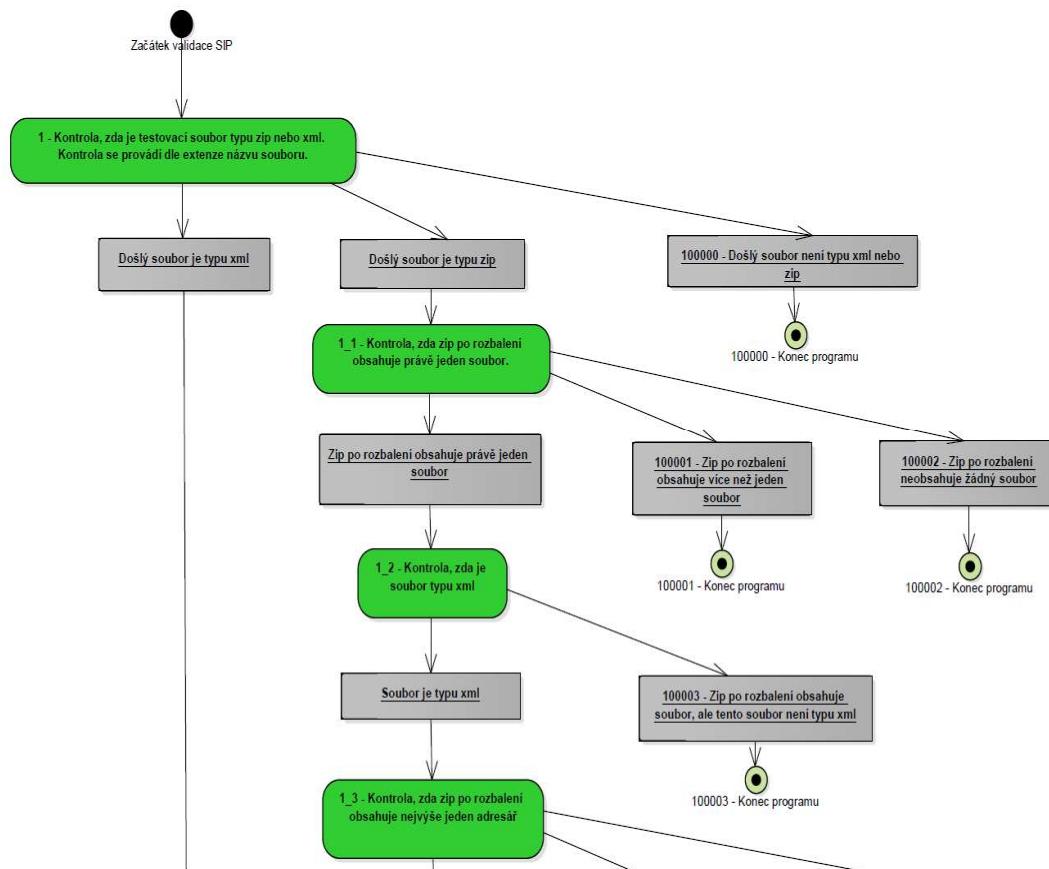 Začátek validace SIP
1 - Kontrola, zda je testovací soubor typu zip nebo xml.
Kontrola se provádí dle extenze názvu souboru.
Došlý soubor je typu xml
Došlý soubor je typu zip
100000 - Došlý soubor není typu xml nebo
zip
100000 - Konec programu
1_1 - Kontrola, zda zip po rozbalení
obsahuje právě jeden soubor.
Zip po rozbalení obsahuje právě jeden
soubor
100001 - Zip po rozbalení
obsahuje více než jeden
soubor
100002 - Zip po rozbalení
neobsahuje žádný soubor
100001 - Konec programu
100002 - Konec programu
1_2 - Kontrola, zda je
soubor typu xml
Soubor je typu xml
100003 - Zip po rozbalení obsahuje
soubor, ale tento soubor není typu xml
100003 - Konec programu
1_3 - Kontrola, zda zip po rozbalení
obsahuje nejvýše jeden adresář